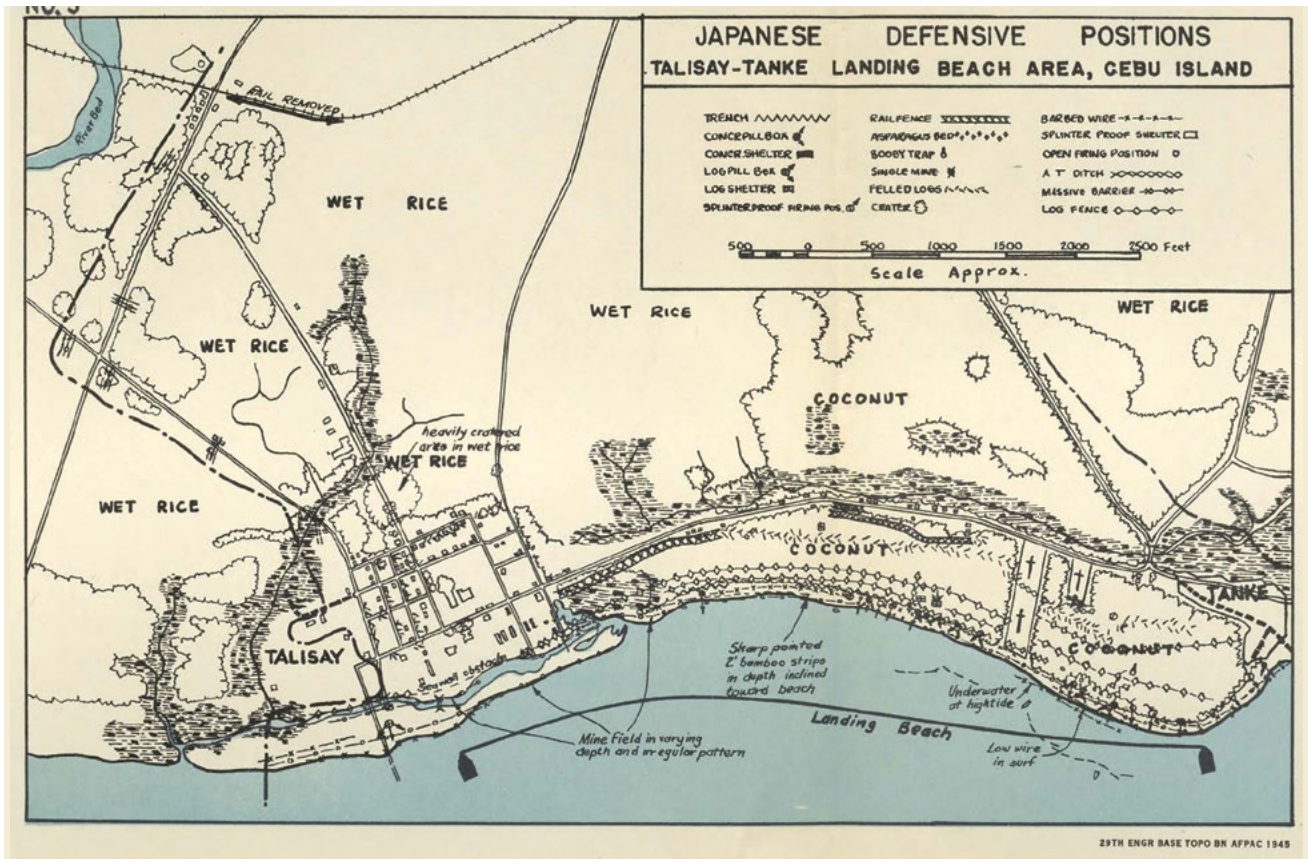 NO. 3
JAPANESE DEFENSIVE POSITIONS
TALISAY-TANKE LANDING BEACH AREA, CEBU ISLAND
TRENCH
CONCR.PILL BOX
CONCR.SHELTER
LOG PILL BOX
LOG SHELTER
SPLINTERPROOF FIRING POS.
RAIL FENCE
ASPARAGUS BED
BOOBY TRAP
SINGLE MINE
FELLED LOGS
CRATER
BARBED WIRE
SPLINTER PROOF SHELTER
OPEN FIRING POSITION
A T DITCH
MASSIVE BARRIER
LOG FENCE
500 0 500 1000 1500 2000 2500 Feet
Scale Approx.
River Bed
RAIL REMOVED
WET RICE
WET RICE
WET RICE
WET RICE
COCONUT
heavily cratered
area in wet rice
WET RICE
WET RICE
COCONUT
TANKE
TALISAY
COCONUT
Seawall obstacle
Sharp pointed
2' bamboo strips
in depth inclined
toward beach
Underwater
at hightide
Landing Beach
Mine field in varying
depth and irregular pattern
Low wire
in surf
29TH ENGR BASE TOPO BN AFPAC 1945